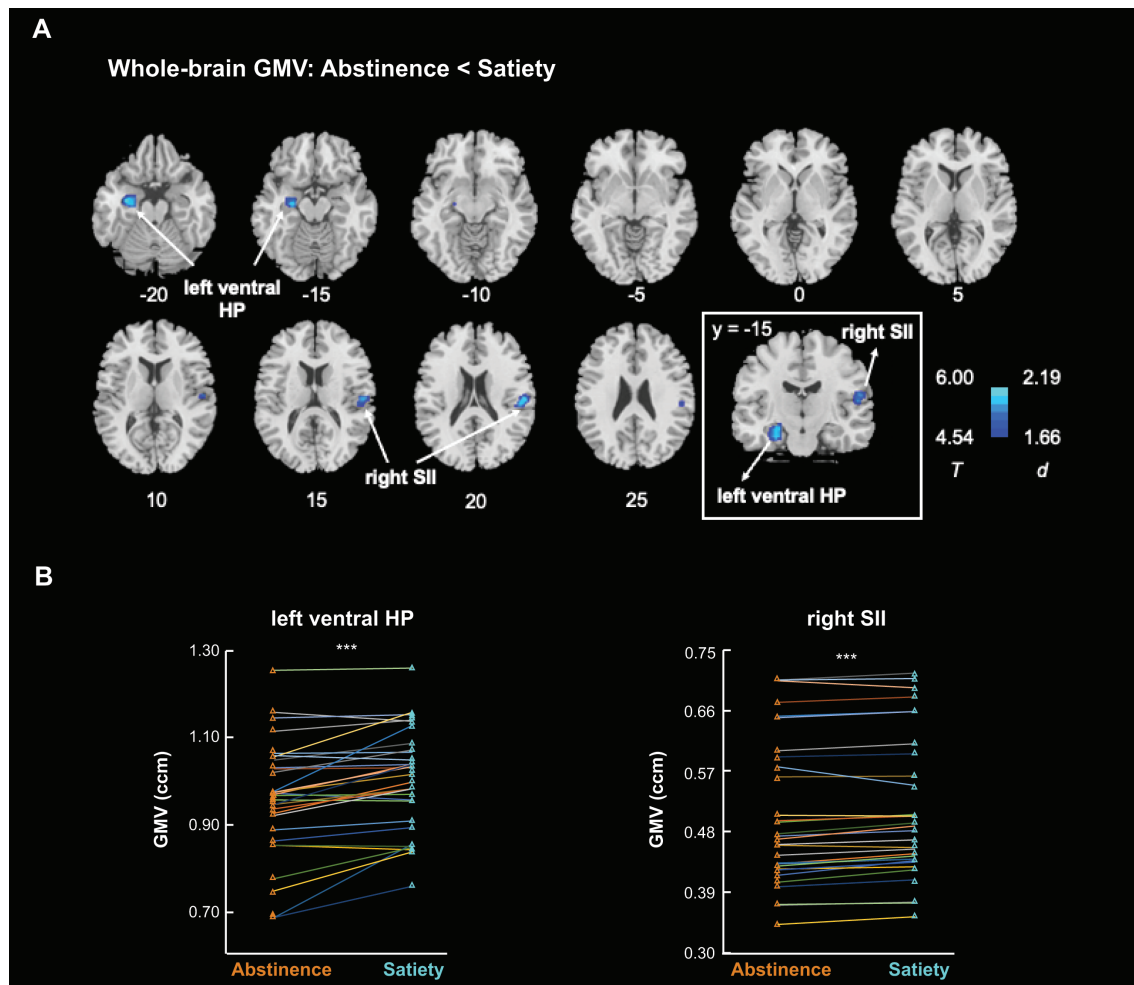 A
Whole-brain GMV: Abstinence < Satiety
left ventral
HP
-20
-15
-10
-5
0
5
right SII
10
15
20
25
y = -15
right SII
left ventral HP
6.00
2.19
4.54
1.66
T
d
B
left ventral HP
***
1.30
1.10
0.90
0.70
GMV (ccm)
Abstinence
Satiety
right SII
***
0.75
0.66
0.57
0.48
0.39
0.30
GMV (ccm)
Abstinence
Satiety